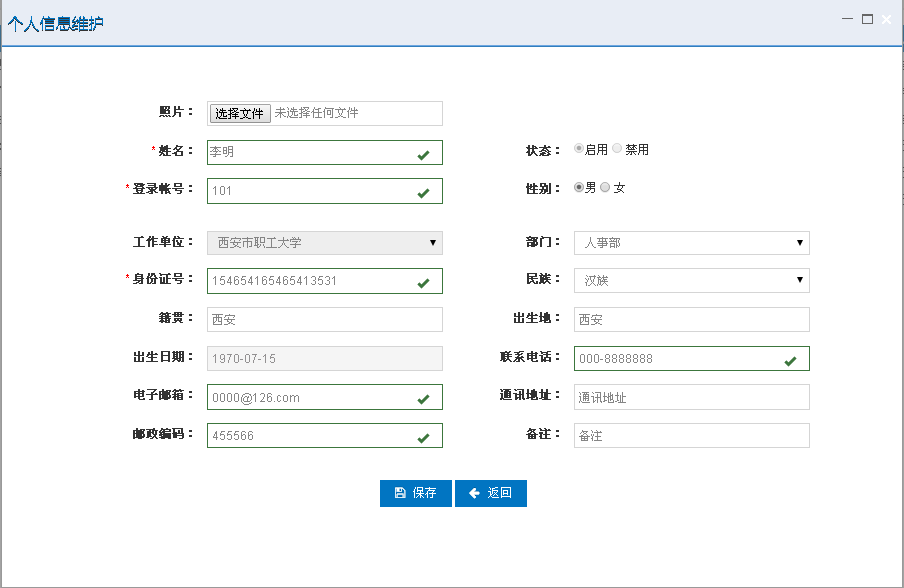 个人信息维护
照片： 选择文件 未选择任何文件
*姓名： 李明 状态： 启用 禁用
*登录帐号： 101 性别： 男 女
工作单位： 西安市职工大学 部门： 人事部
*身份证号： 154654165465413531 民族： 汉族
籍贯： 西安 出生地： 西安
出生日期： 1970-07-15 联系电话： 000-8888888
电子邮箱： 0000@126.com 通讯地址： 通讯地址
邮政编码： 455566 备注： 备注
保存 返回